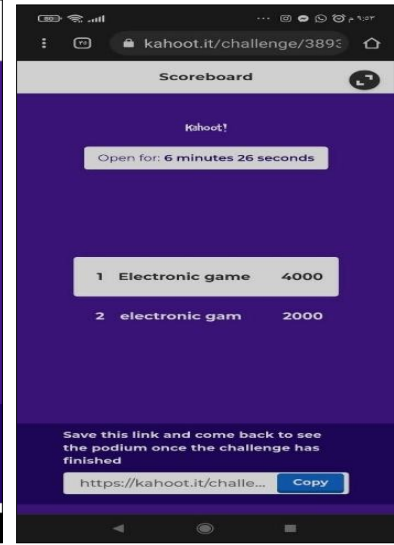 kahoot.it/challenge/3893
Scoreboard
Kahoot!
Open for: 6 minutes 26 seconds
1 Electronic game 4000
2 electronic gam 2000
Save this link and come back to see
the podium once the challenge has
finished
https://kahoot.it/challe... Copy